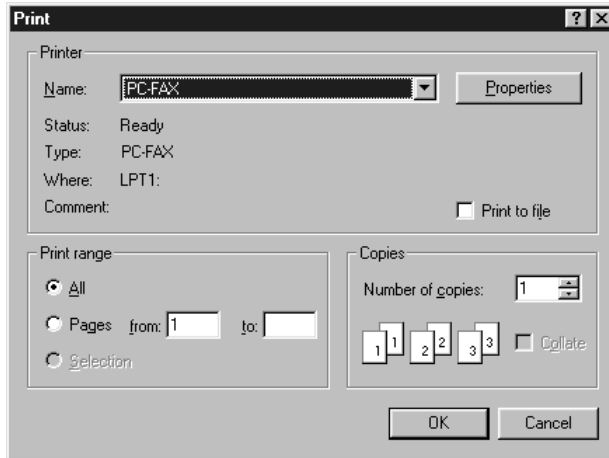 Print
Printer
Name: PC-FAX Properties
Status: Ready
Type: PC-FAX
Where: LPT1:
Comment: Print to file
Print range
All
Pages from: 1 to:
Selection
Copies
Number of copies: 1
1 1 2 2 3 3 Collate
OK Cancel